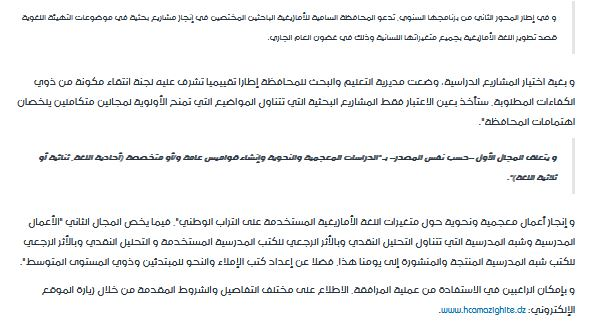 و في إطار المحور الثاني من برنامجها السنوي، تدعو المحافظة السامية للأمازيغية الباحثين المختصين في إنجاز مشاريع بحثية في موضوعات التهيئة اللغوية
قصد تطوير اللغة الأمازيغية بجميع متغيراتها اللسانية وذلك في غضون العام الجاري.
و بغية اختيار المشاريع الدراسية، وضعت مديرية التعليم والبحث للمحافظة إطارا تقييميا تشرف عليه لجنة انتقاء مكونة من ذوي
الكفاءات المطلوبة، ستأخذ بعين الاعتبار فقط المشاريع البحثية التي تتناول المواضيع التي تمنح الأولوية لمجالين متكاملين يلخصان
اهتمامات المحافظة".
و يتعلق المجال الأول –حسب نفس المصدر– بـ "الدراسات المعجمية والنحوية وإنشاء قواميس عامة و/أو متخصصة (أحادية اللغة، ثنائية أو
ثلاثية اللغة)".
و إنجاز أعمال معجمية ونحوية حول متغيرات اللغة الأمازيغية المستخدمة على التراب الوطني"، فيما يخص المجال الثاني "الأعمال
المدرسية وشبه المدرسية التي تتناول التحليل النقدي وبالأثر الرجعي للكتب المدرسية المستخدمة و التحليل النقدي وبالأثر الرجعي
للكتب شبه المدرسية المنتجة والمنشورة إلى يومنا هذا، فضلا عن إعداد كتب الإملاء والنحو للمبتدئين وذوي المستوى المتوسط".
و بإمكان الراغبين في الاستفادة من عملية المرافقة، الاطلاع على مختلف التفاصيل والشروط المقدمة من خلال زيارة الموقع
الإلكتروني: www.hcamazighite.dz.